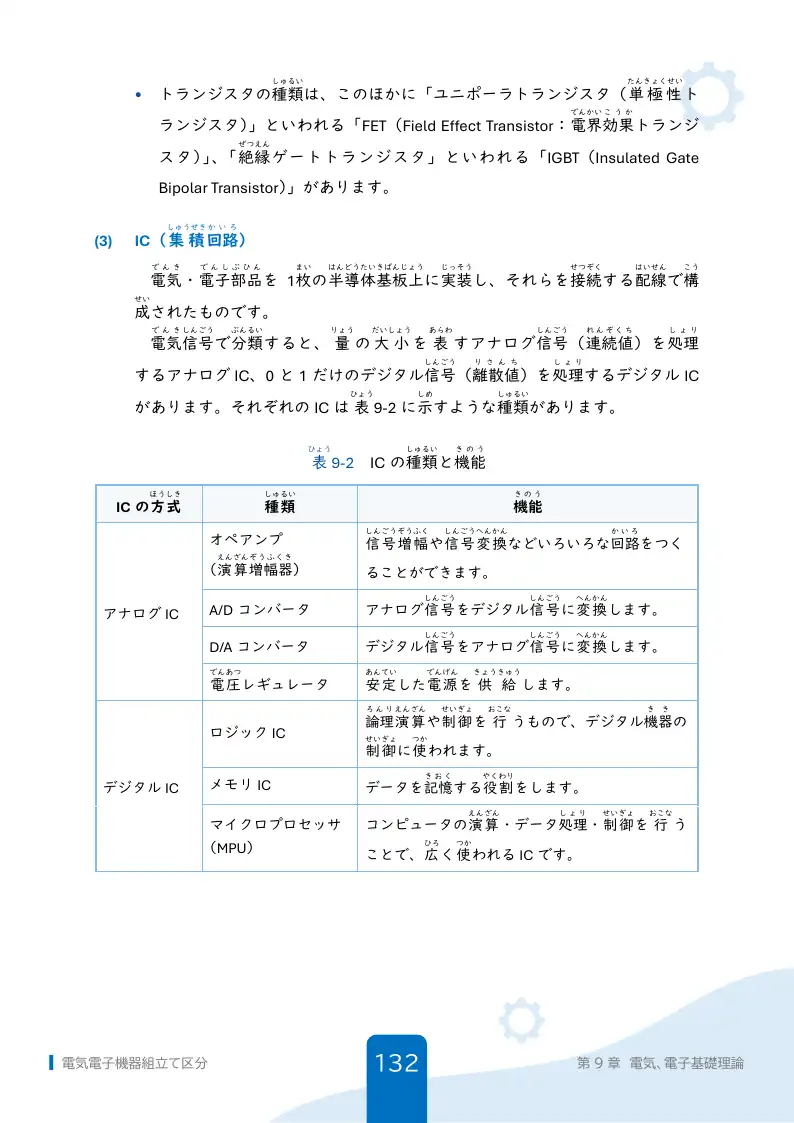 • トランジスタの種類は、このほかに「ユニポーラトランジスタ（単極性ト
ランジスタ）」といわれる「FET（Field Effect Transistor：電界効果トランジ
スタ）」、「絶縁ゲートトランジスタ」といわれる「IGBT（Insulated Gate
Bipolar Transistor）」があります。
(3) IC（集積回路）
電気・電子部品を 1枚の半導体基板上に実装し、それらを接続する配線で構
成されたものです。
電気信号で分類すると、量の大小を表すアナログ信号（連続値）を処理
するアナログ IC、0 と 1 だけのデジタル信号（離散値）を処理するデジタル IC
があります。それぞれの IC は表 9-2 に示すような種類があります。
表 9-2 IC の種類と機能
IC の方式 種類 機能
アナログ IC
オペアンプ
（演算増幅器）
信号増幅や信号変換などいろいろな回路をつく
ることができます。
A/D コンバータ アナログ信号をデジタル信号に変換します。
D/A コンバータ デジタル信号をアナログ信号に変換します。
電圧レギュレータ 安定した電源を供給します。
デジタル IC
ロジック IC
論理演算や制御を行うもので、デジタル機器の
制御に使われます。
メモリ IC データを記憶する役割をします。
マイクロプロセッサ
（MPU）
コンピュータの演算・データ処理・制御を行う
ことで、広く使われる IC です。
電気電子機器組立て区分 132 第 9 章 電気、電子基礎理論